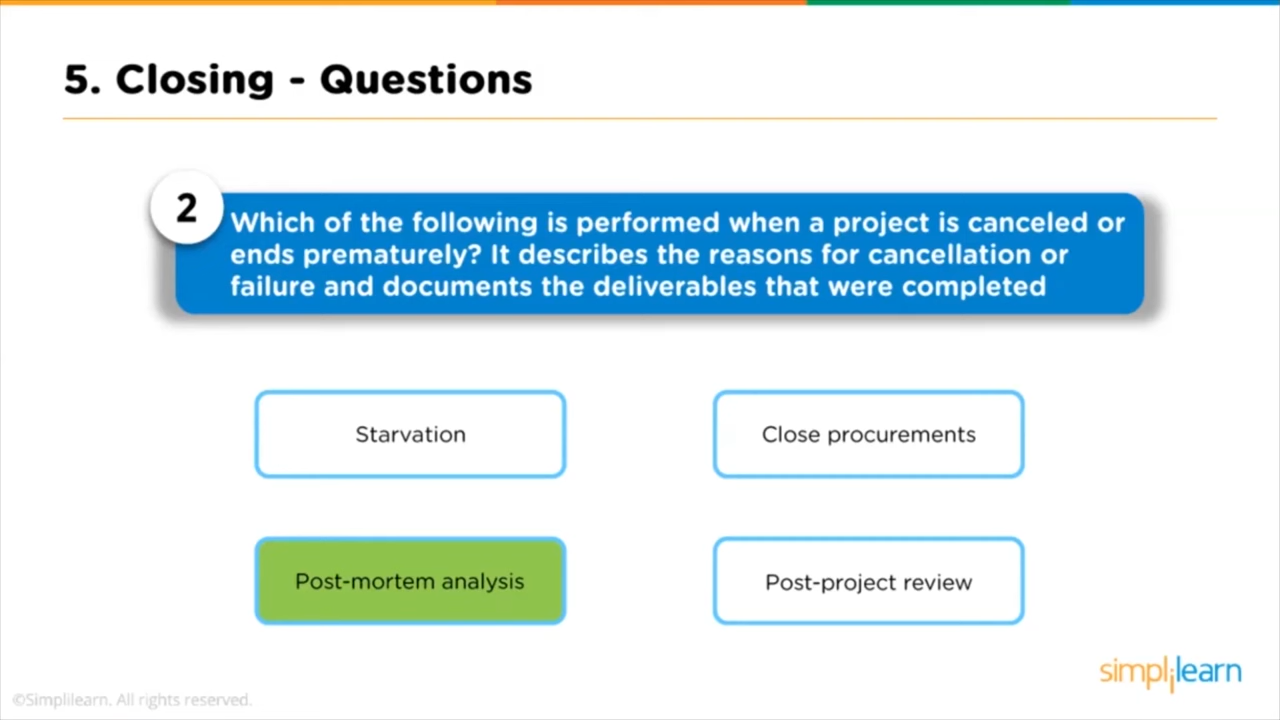 5. Closing - Questions
2
Which of the following is performed when a project is canceled or
ends prematurely? It describes the reasons for cancellation or
failure and documents the deliverables that were completed
Starvation
Close procurements
Post-mortem analysis
Post-project review
simplilearn
©Simplilearn. All rights reserved.